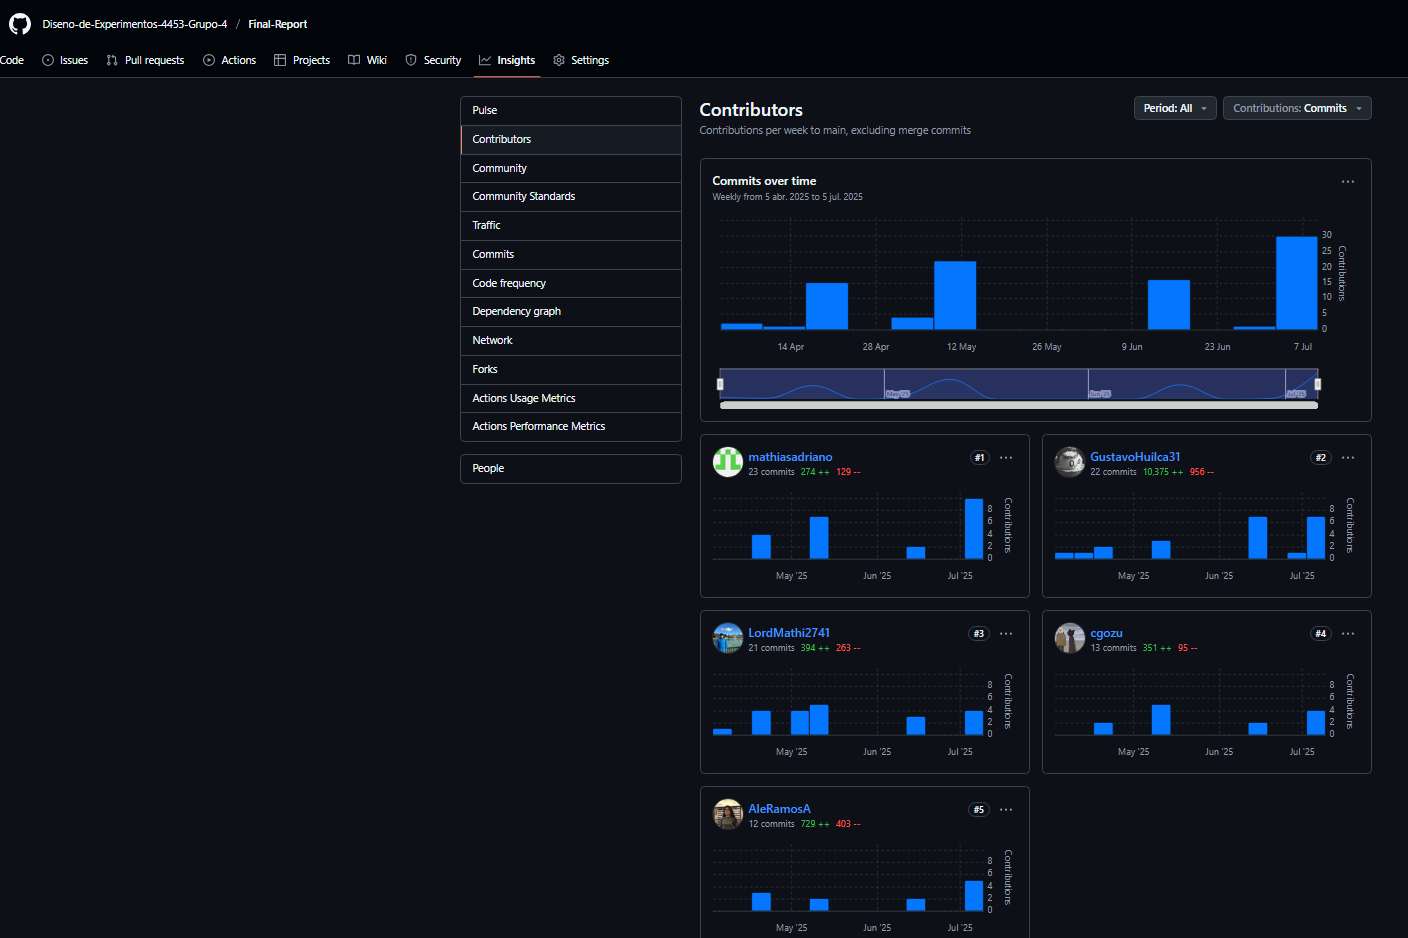 Diseno-de-Experimentos-4453-Grupo-4 / Final-Report
Code Issues Pull requests Actions Projects Wiki Security Insights Settings
Pulse
Contributors
Community
Community Standards
Traffic
Commits
Code frequency
Dependency graph
Network
Forks
Actions Usage Metrics
Actions Performance Metrics
People
Contributors
Contributions per week to main, excluding merge commits
Period: All
Contributions: Commits
Commits over time
Weekly from 5 abr. 2025 to 5 jul. 2025
30
25
20
15
10
5
0
Contributions
14 Apr 28 Apr 12 May 26 May 9 Jun 23 Jun 7 Jul
May '25 Jun '25 Jul '25
mathiasadriano #1
23 commits 274 ++ 129 --
8
6
4
2
0
Contributions
May '25 Jun '25 Jul '25
GustavoHuilca31 #2
22 commits 10,375 ++ 956 --
8
6
4
2
0
Contributions
May '25 Jun '25 Jul '25
LordMathi2741 #3
21 commits 394 ++ 263 --
8
6
4
2
0
Contributions
May '25 Jun '25 Jul '25
cgozu #4
13 commits 351 ++ 95 --
8
6
4
2
0
Contributions
May '25 Jun '25 Jul '25
AleRamosA #5
12 commits 729 ++ 403 --
8
6
4
2
0
Contributions
May '25 Jun '25 Jul '25